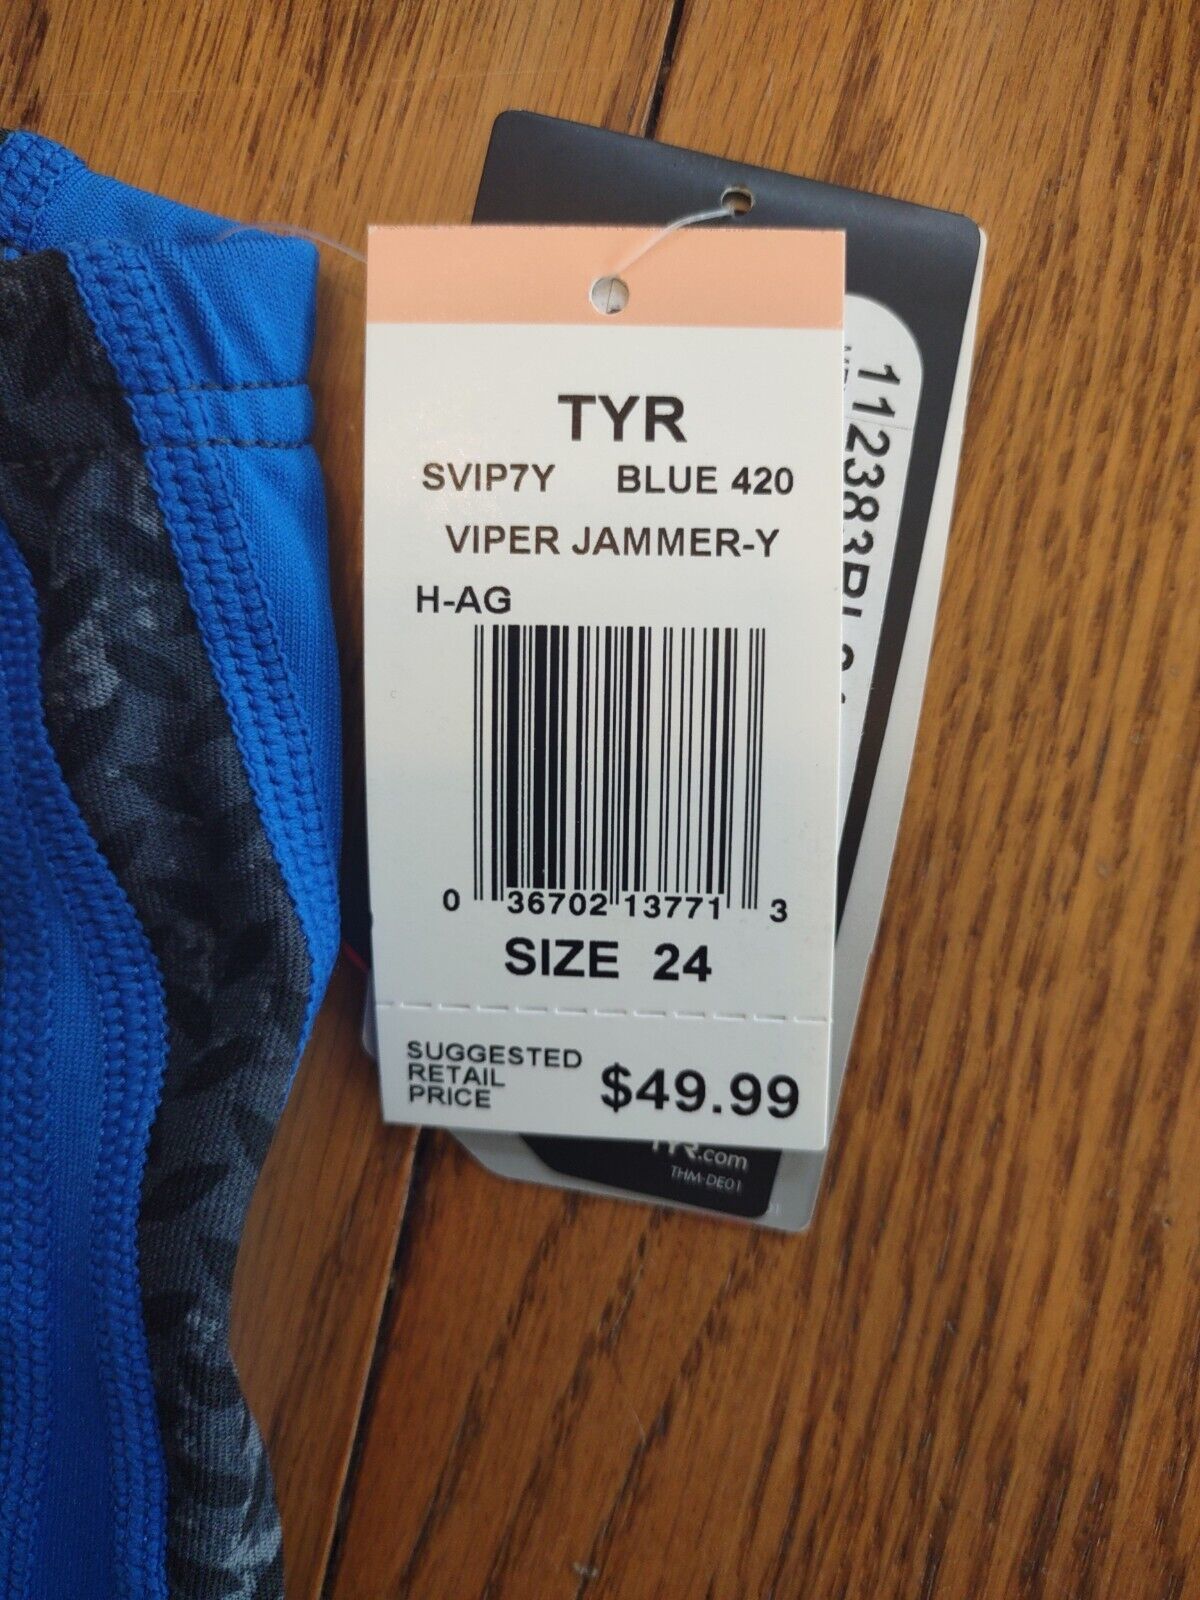 TYR
SVIP7Y BLUE 420
VIPER JAMMER-Y
H-AG
0 36702 13771 3
SIZE 24
SUGGESTED
RETAIL
PRICE
$49.99
112383
TYR.com
THM-DE01